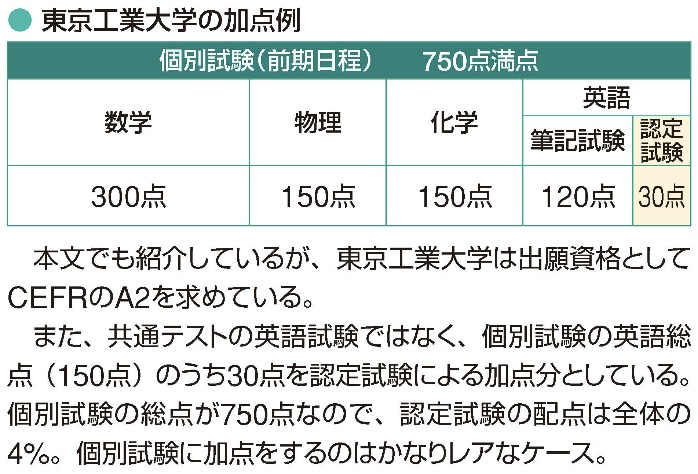 ● 東京工業大学の加点例
個別試験（前期日程）　750点満点
数学　物理　化学　英語
筆記試験　認定試験
300点　150点　150点　120点　30点
本文でも紹介しているが、東京工業大学は出願資格として
CEFRのA2を求めている。
また、共通テストの英語試験ではなく、個別試験の英語総
点（150点）のうち30点を認定試験による加点分としている。
個別試験の総点が750点なので、認定試験の配点は全体の
4%。個別試験に加点をするのはかなりレアなケース。